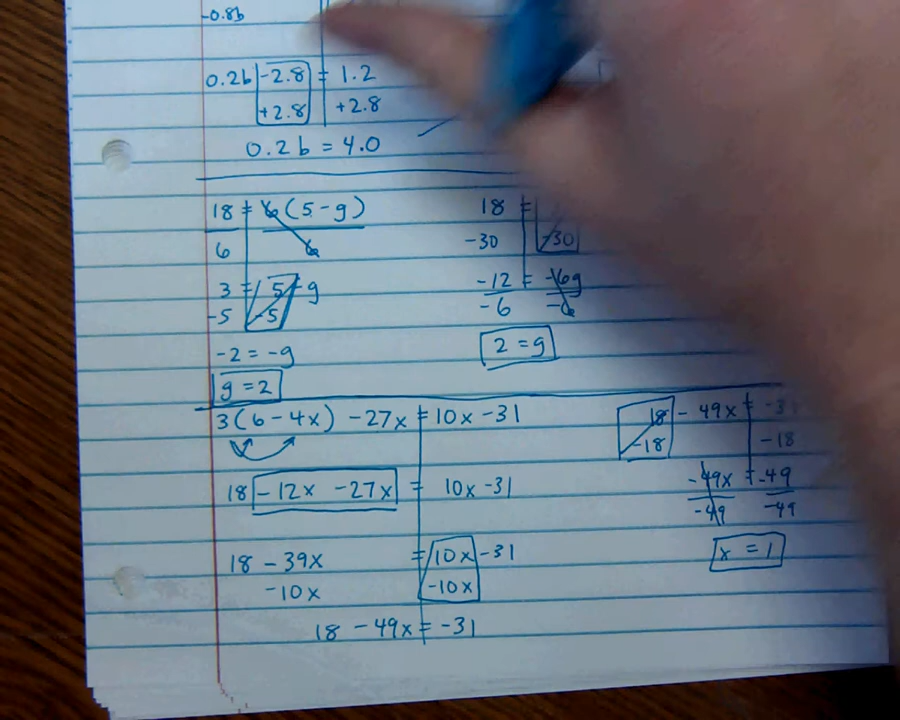 -0.8b
0.2b -2.8 = 1.2
+2.8 +2.8
0.2b = 4.0
18 = 6(5-g)
6 6
3 = 5-g
-5 -5
-2 = -g
g = 2
18 =
-30 -30
-12 = -6g
-6 -6
2 = g
3(6-4x) -27x = 10x -31
18 -12x -27x = 10x -31
18 - 39x = 10x -31
-10x -10x
18 - 49x = -31
18 - 49x = -31
-18 -18
-49x = -49
-49 -49
x = 1